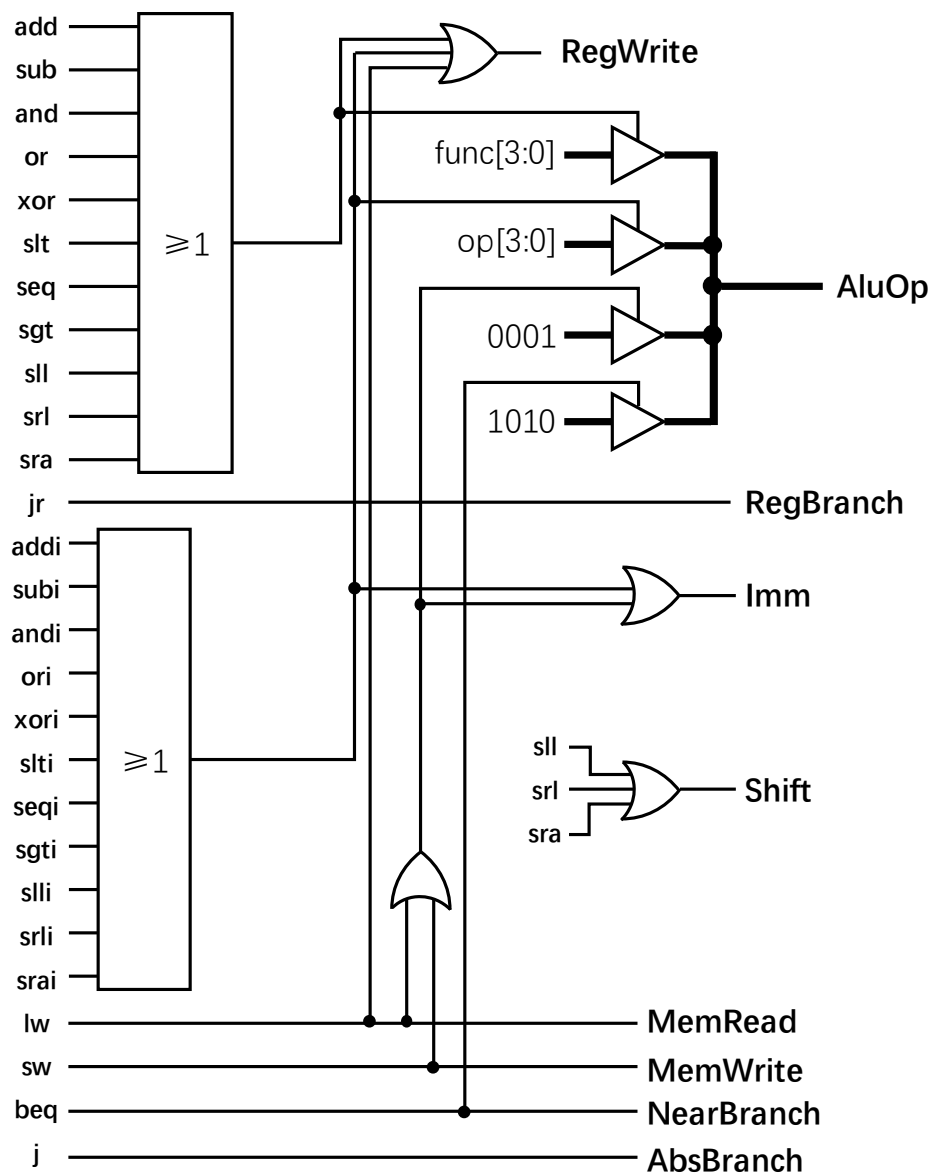 add
sub
and
or
xor
slt
seq
sgt
sll
srl
sra
≥1
RegWrite
func[3:0]
op[3:0]
0001
1010
AluOp
jr
RegBranch
addi
subi
andi
ori
xori
slti
seqi
sgti
slli
srli
srai
≥1
Imm
sll
srl
sra
Shift
lw
MemRead
sw
MemWrite
beq
NearBranch
j
AbsBranch